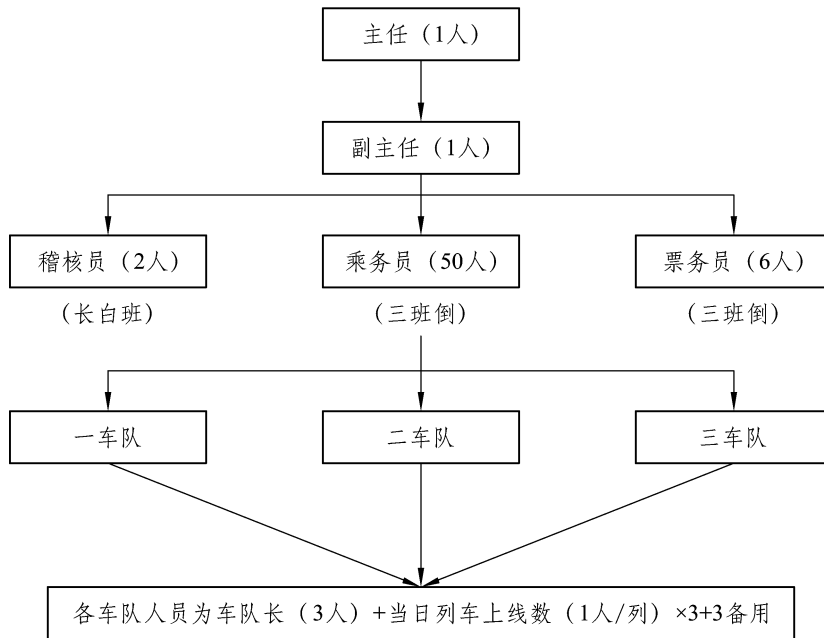 主任（1人）
副主任（1人）
稽核员（2人）
乘务员（50人）
票务员（6人）
（长白班）
（三班倒）
（三班倒）
一车队
二车队
三车队
各车队人员为车队长（3人）+当日列车上线数（1人/列）×3+3备用